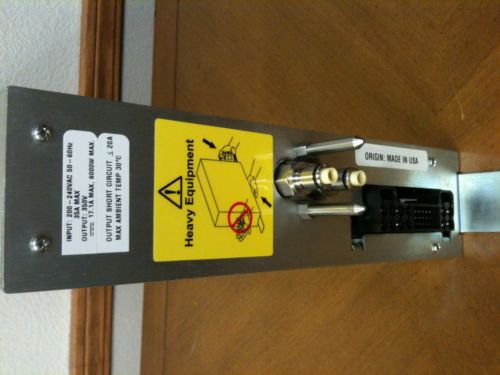 INPUT: 200-240VAC 50-60Hz
35A MAX
OUTPUT: 350V
17.1A MAX, 6000W MAX.
OUTPUT SHORT CIRCUIT ≤ 20A
MAX AMBIENT TEMP 30°C
Heavy Equipment
ORIGIN: MADE IN USA